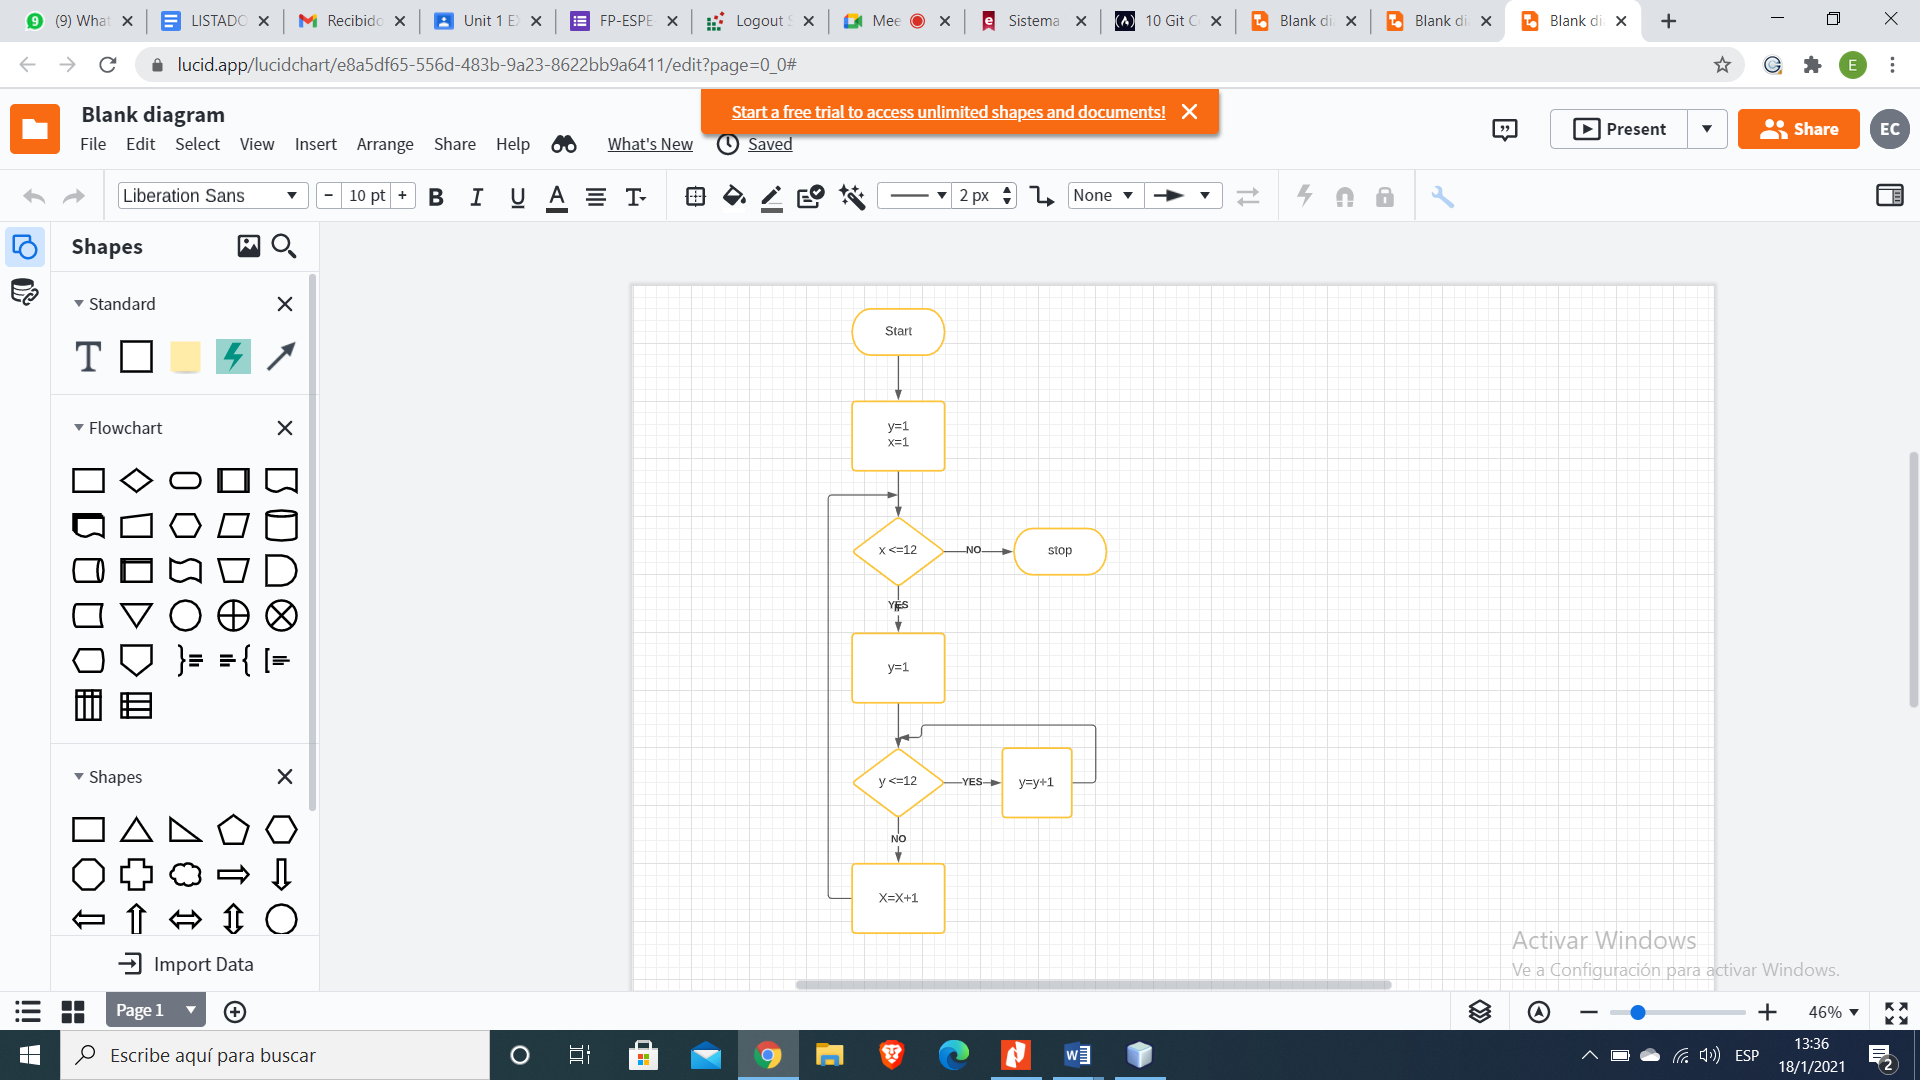 (9) What
LISTADO
Recibido
Unit 1 E
FP-ESPE
Logout S
Mee
Sistema
10 Git C
Blank di
Blank di
Blank di
lucid.app/lucidchart/e8a5df65-556d-483b-9a23-8622bb9a6411/edit?page=0_0#
E
Blank diagram
Start a free trial to access unlimited shapes and documents!
File Edit Select View Insert Arrange Share Help What's New Saved
Present
Share
EC
Liberation Sans
10 pt
2 px
None
Shapes
Standard
Flowchart
Shapes
Import Data
Start
y=1
x=1
x <=12
NO
stop
YES
y=1
y <=12
YES
y=y+1
NO
X=X+1
Activar Windows
Ve a Configuración para activar Windows.
Page 1
46%
Escribe aquí para buscar
ESP
13:36
18/1/2021
2